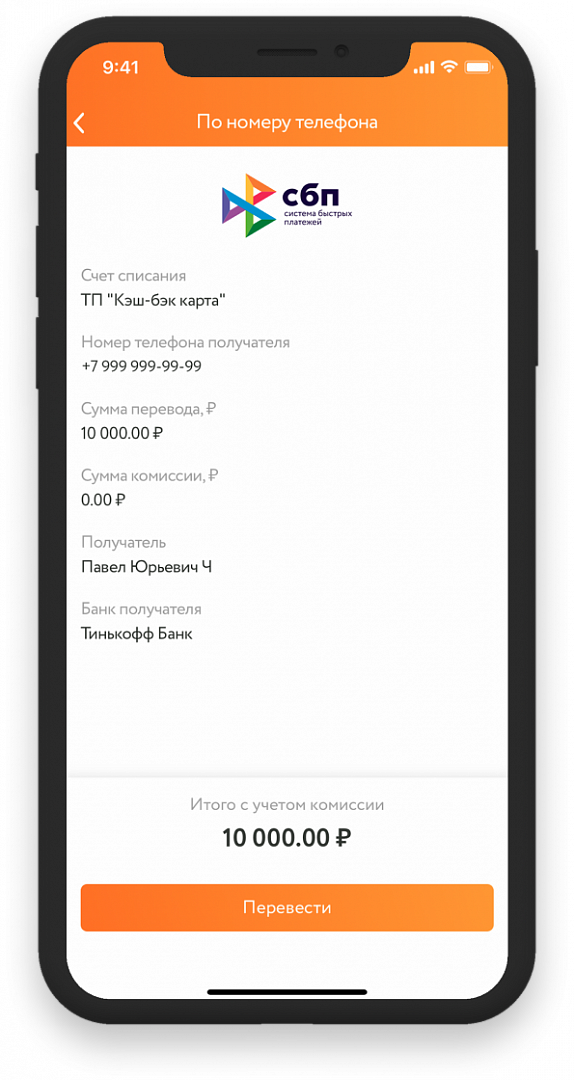 9:41
По номеру телефона
сбп
система быстрых
платежей
Счет списания
ТП "Кэш-бэк карта"
Номер телефона получателя
+7 999 999-99-99
Сумма перевода, ₽
10 000.00 ₽
Сумма комиссии, ₽
0.00 ₽
Получатель
Павел Юрьевич Ч
Банк получателя
Тинькофф Банк
Итого с учетом комиссии
10 000.00 ₽
Перевести